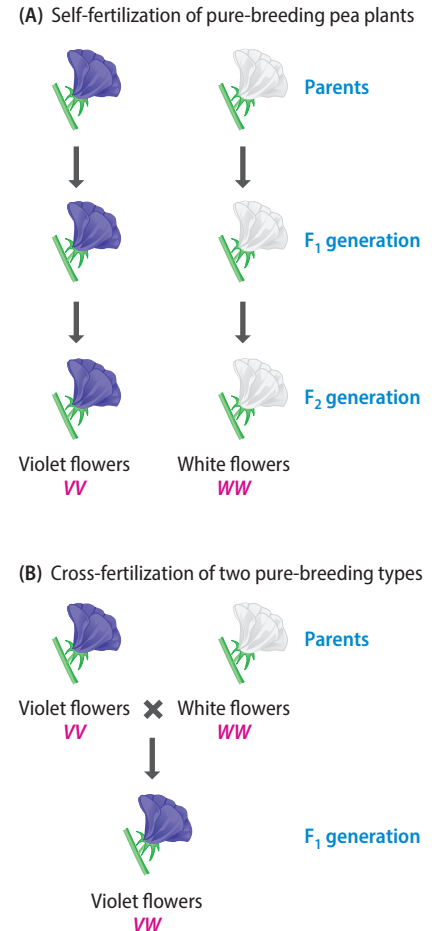 (A) Self-fertilization of pure-breeding pea plants
Parents
F₁ generation
F₂ generation
Violet flowers White flowers
VV WW
(B) Cross-fertilization of two pure-breeding types
Parents
Violet flowers × White flowers
VV WW
F₁ generation
Violet flowers
VW